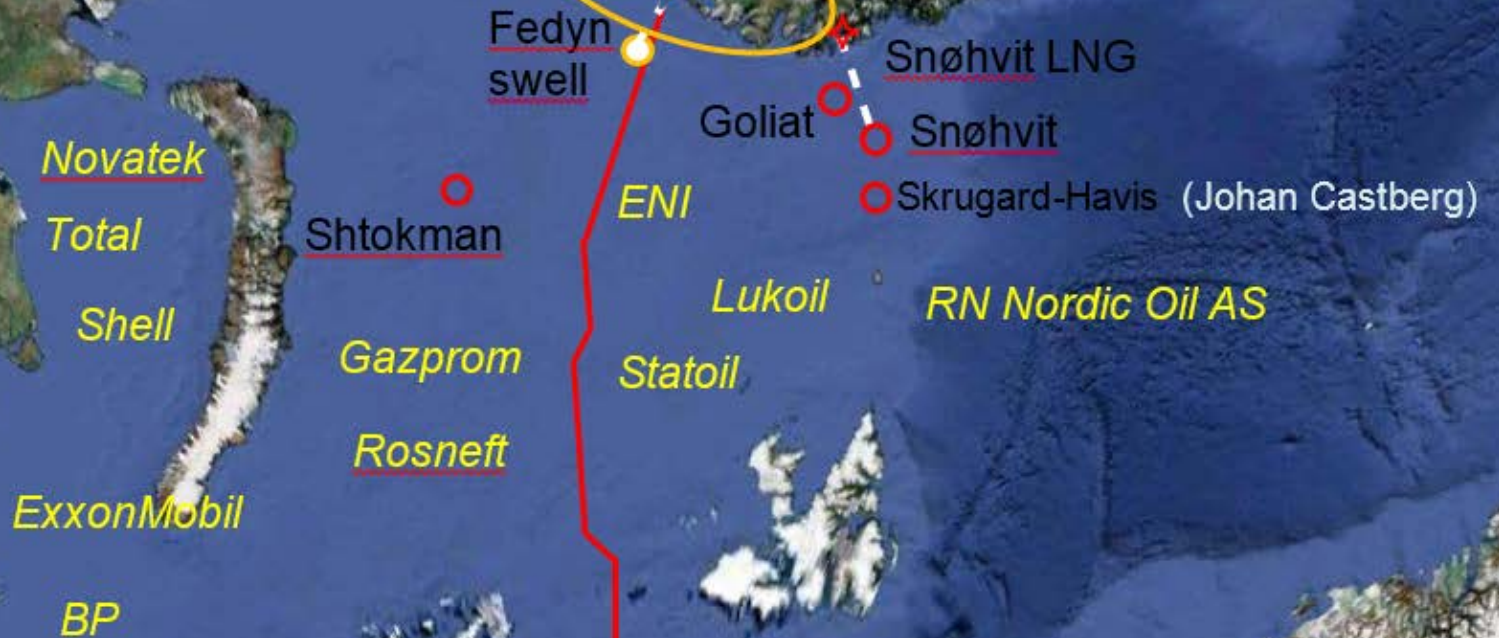 Fedyn
swell
Snøhvit LNG
Goliat
Snøhvit
Novatek
ENI
Skrugard-Havis (Johan Castberg)
Total
Shtokman
Lukoil
RN Nordic Oil AS
Shell
Gazprom
Statoil
Rosneft
ExxonMobil
BP